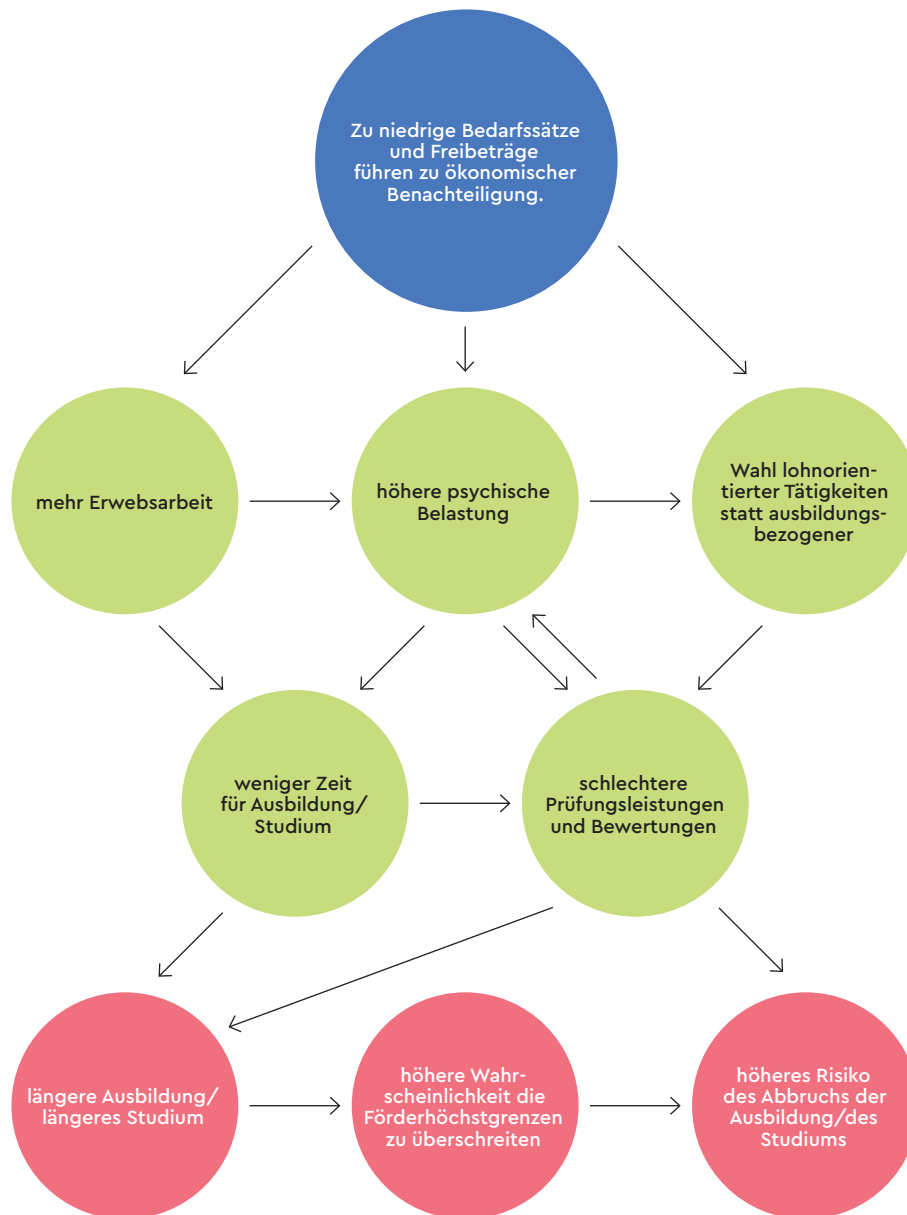 Zu niedrige Bedarfssätze
und Freibeträge
führen zu ökonomischer
Benachteiligung.
mehr Erwebsarbeit
höhere psychische
Belastung
Wahl lohnorien-
tierter Tätigkeiten
statt ausbildungs-
bezogener
weniger Zeit
für Ausbildung/
Studium
schlechtere
Prüfungsleistungen
und Bewertungen
längere Ausbildung/
längeres Studium
höhere Wahr-
scheinlichkeit die
Förderhöchstgrenzen
zu überschreiten
höheres Risiko
des Abbruchs der
Ausbildung/des
Studiums